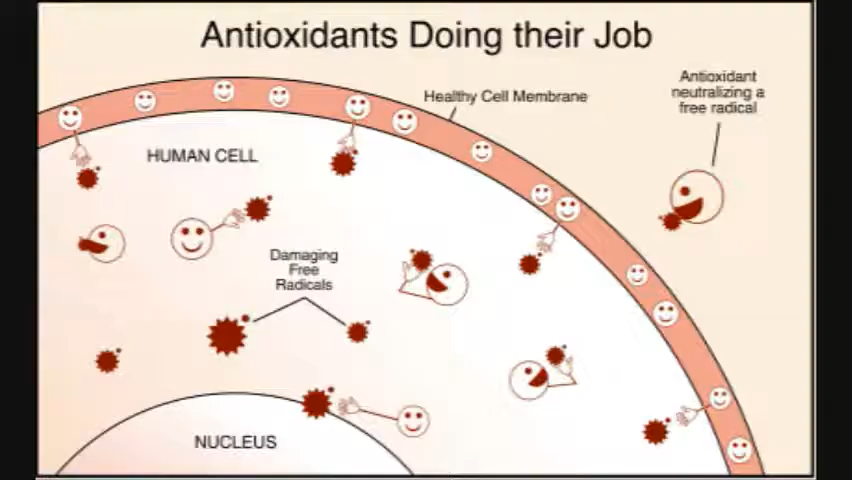 Antioxidants Doing their Job
Antioxidant
neutralizing a
free radical
Healthy Cell Membrane
HUMAN CELL
Damaging
Free
Radicals
NUCLEUS